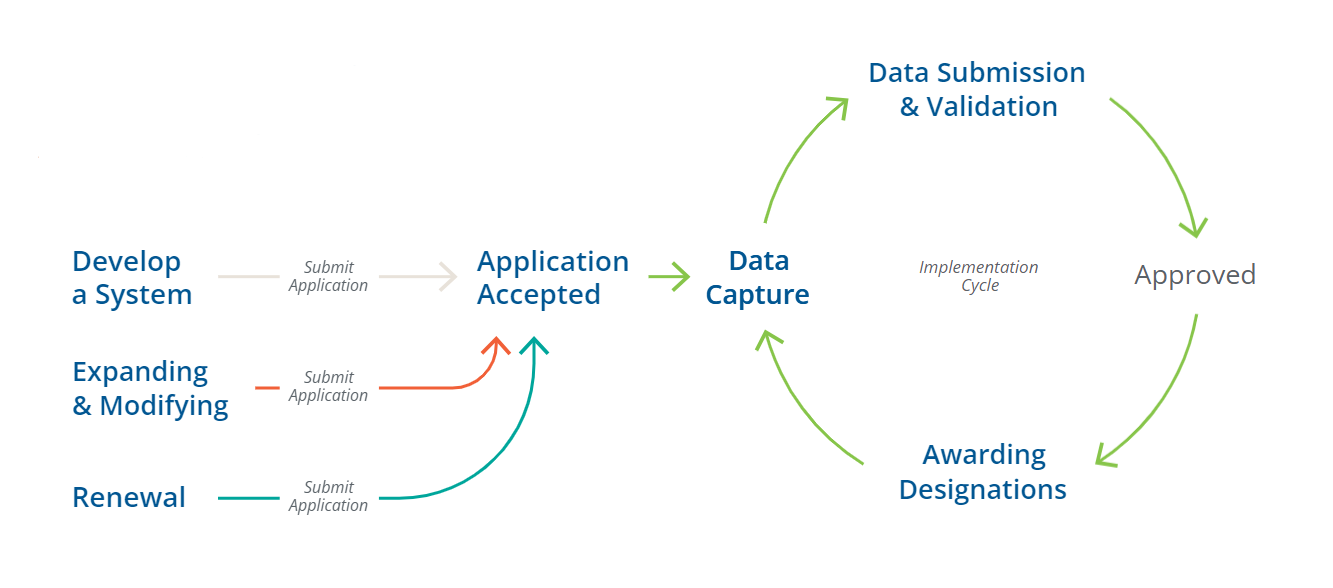 Data Submission
& Validation
Develop
a System
Submit
Application
Application
Accepted
Data
Capture
Implementation
Cycle
Approved
Expanding
& Modifying
Submit
Application
Renewal
Submit
Application
Awarding
Designations